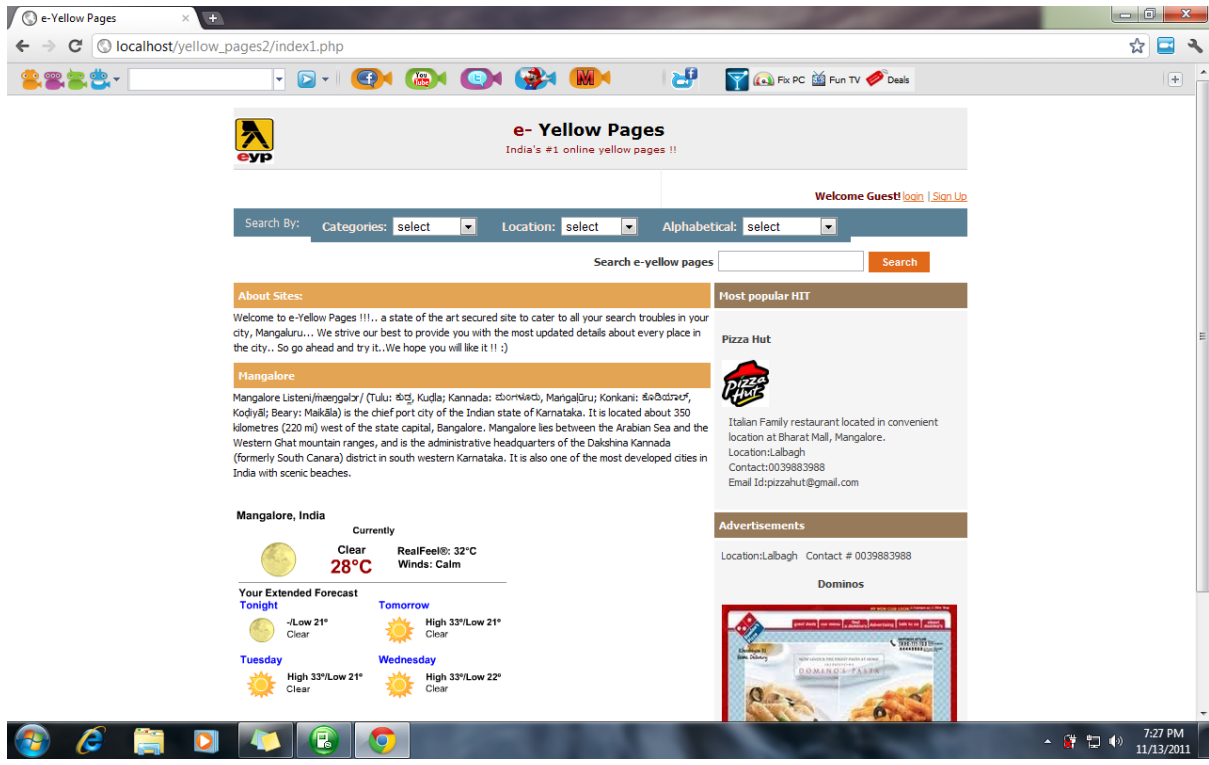 e-Yellow Pages
localhost/yellow_pages2/index1.php
You Tube
M
Fix PC Fun TV Deals
eyp
e- Yellow Pages
India's #1 online yellow pages !!
Welcome Guest! login | Sign Up
Search By: Categories: select Location: select Alphabetical: select
Search e-yellow pages Search
About Sites:
Welcome to e-Yellow Pages !!!.. a state of the art secured site to cater to all your search troubles in your
city, Mangaluru... We strive our best to provide you with the most updated details about every place in
the city.. So go ahead and try it..We hope you will like it !! :)
Mangalore
Mangalore Listeni/mæŋɡəlɔr/ (Tulu: ಕುಡ್ಲ, Kuḍla; Kannada: ಮಂಗಳೂರು, Maṅgaḷūru; Konkani: ಕೊಡಿಯಾಲ್,
Koḍiyāl; Beary: Maikāla) is the chief port city of the Indian state of Karnataka. It is located about 350
kilometres (220 mi) west of the state capital, Bangalore. Mangalore lies between the Arabian Sea and the
Western Ghat mountain ranges, and is the administrative headquarters of the Dakshina Kannada
(formerly South Canara) district in south western Karnataka. It is also one of the most developed cities in
India with scenic beaches.
Mangalore, India
Currently
Clear
28°C
RealFeel®: 32°C
Winds: Calm
Your Extended Forecast
Tonight
-/Low 21°
Clear
Tomorrow
High 33°/Low 21°
Clear
Tuesday
High 33°/Low 21°
Clear
Wednesday
High 33°/Low 22°
Clear
Most popular HIT
Pizza Hut
Pizza
Hut
Italian Family restaurant located in convenient
location at Bharat Mall, Mangalore.
Location:Lalbagh
Contact:0039883988
Email Id:pizzahut@gmail.com
Advertisements
Location:Lalbagh Contact # 0039883988
Dominos
DOMINO'S PASTA
7:27 PM
11/13/2011